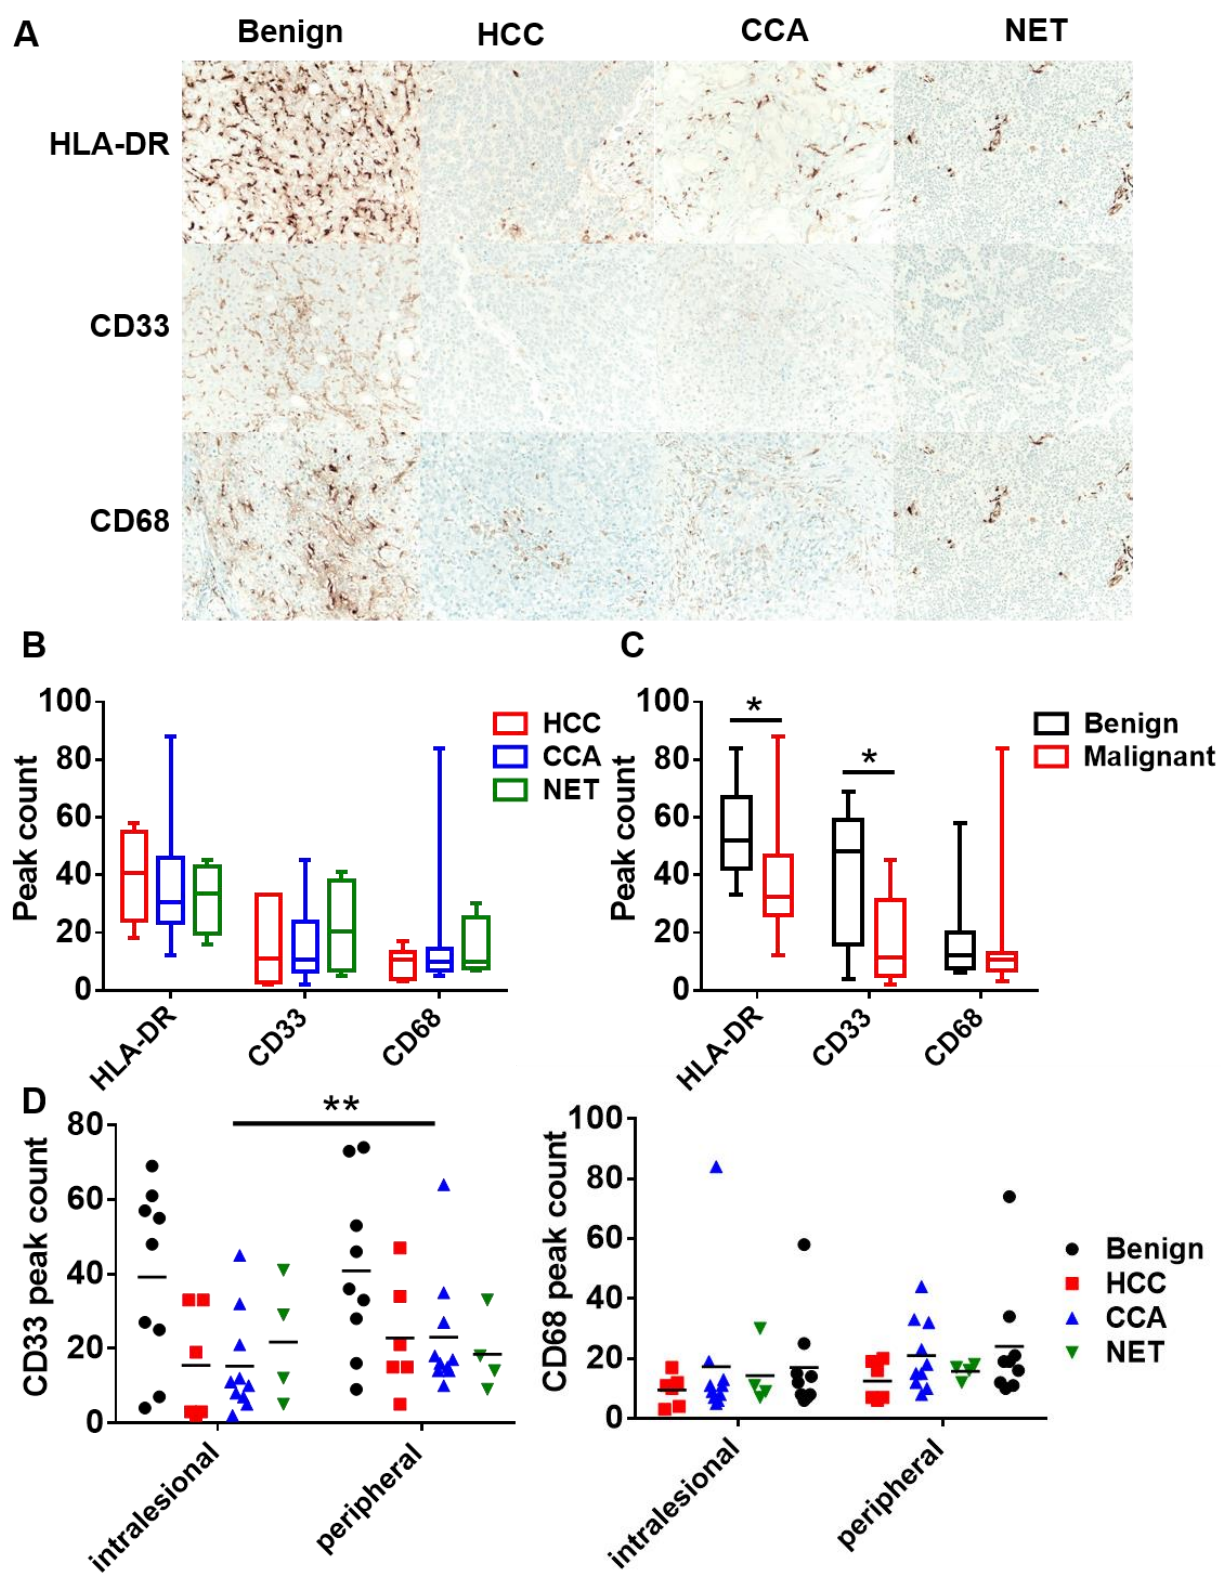 A
Benign HCC CCA NET
HLA-DR
CD33
CD68
B
Peak count
100
80
60
40
20
0
HLA-DR CD33 CD68
HCC
CCA
NET
C
Peak count
100
80
60
40
20
0
*
*
HLA-DR CD33 CD68
Benign
Malignant
D
CD33 peak count
80
60
40
20
0
**
intralesional peripheral
CD68 peak count
100
80
60
40
20
0
intralesional peripheral
Benign
HCC
CCA
NET